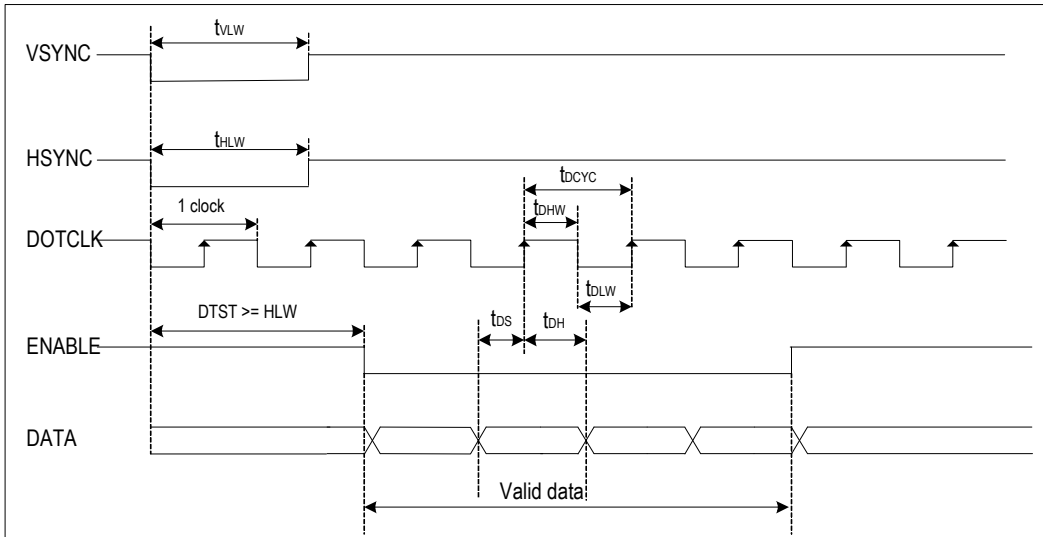 tVLW
VSYNC
tHLW
HSYNC
tDCYC
1 clock
tDHW
DOTCLK
tDLW
DTST >= HLW
tDS
tDH
ENABLE
DATA
Valid data